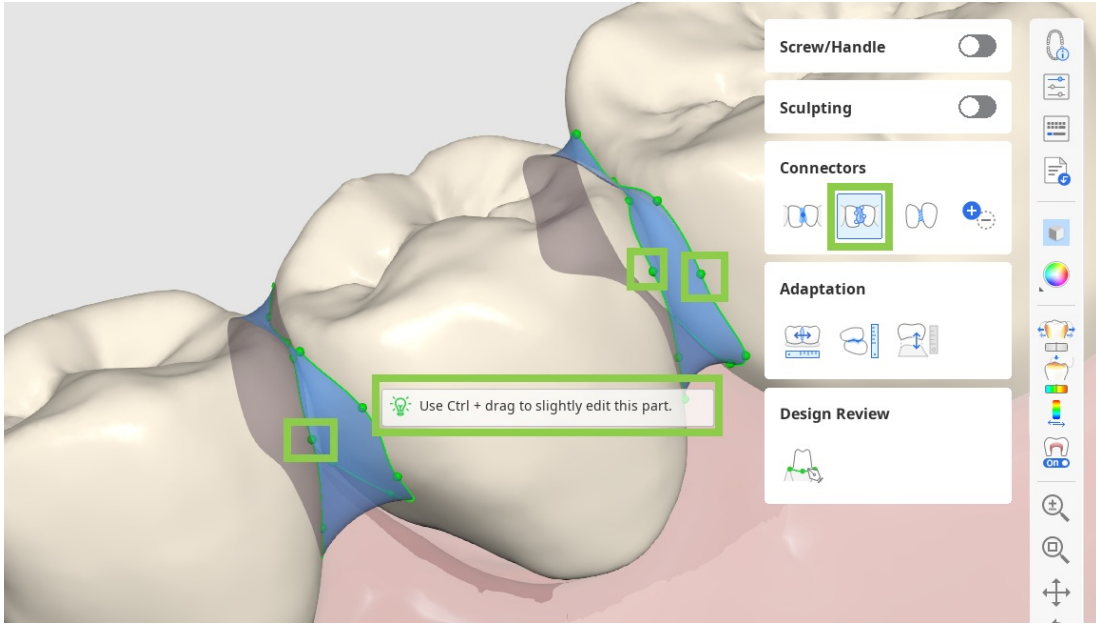 Screw/Handle
Sculpting
Connectors
Adaptation
Use Ctrl + drag to slightly edit this part.
Design Review
on